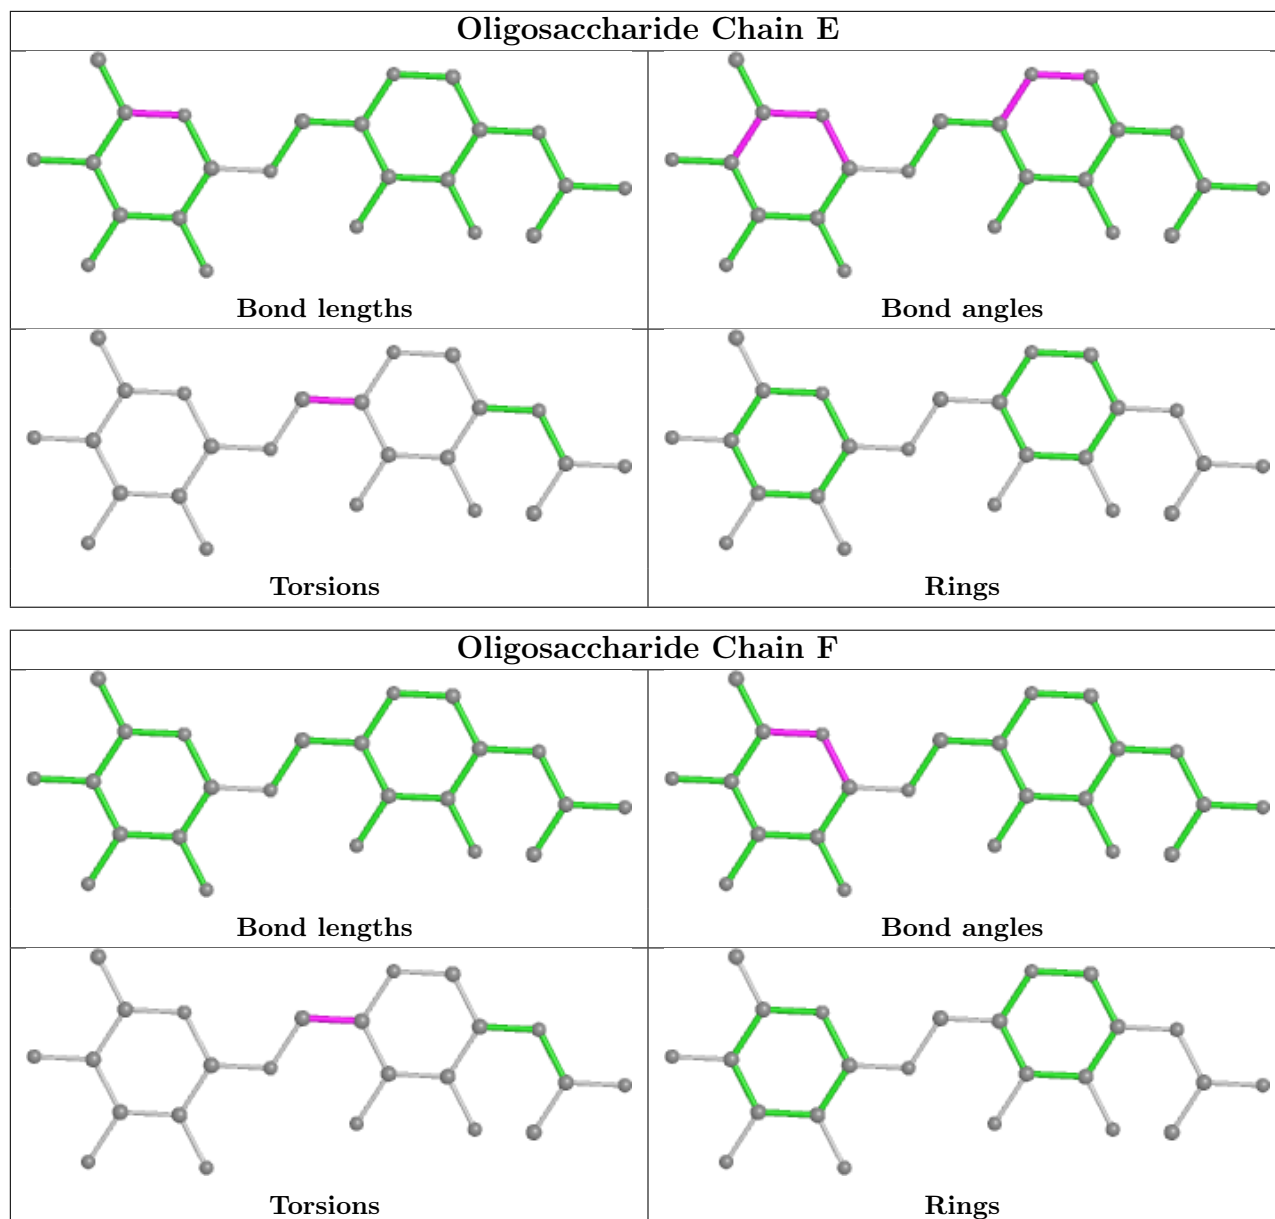 Oligosaccharide Chain E
Bond lengths
Bond angles
Torsions
Rings
Oligosaccharide Chain F
Bond lengths
Bond angles
Torsions
Rings